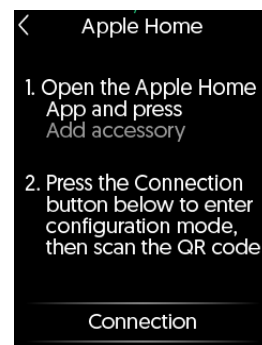 Apple Home
1. Open the Apple Home
App and press
Add accessory
2. Press the Connection
button below to enter
configuration mode,
then scan the QR code
Connection